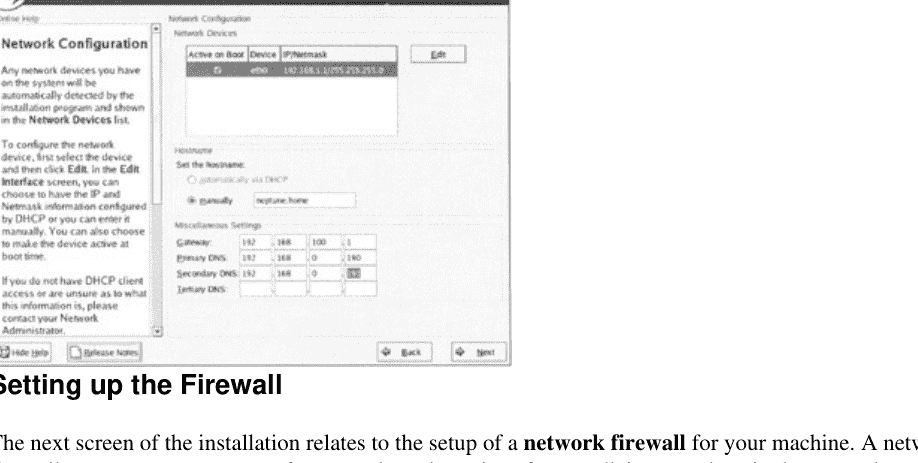 Online Help
Network Configuration
Any network devices you have
on the system will be
automatically detected by the
installation program and shown
in the Network Devices list.
To configure the network
device, first select the device
and then click Edit. In the Edit
Interface screen, you can
choose to have the IP and
Netmask information configured
by DHCP or you can enter it
manually. You can also choose
to make the device active at
boot time.
If you do not have DHCP client
access or are unsure as to what
this information is, please
contact your Network
Administrator.
Network Configuration
Network Devices
Active on Boot Device IP/Netmask
eth0 192.168.1.1/255.255.255.0
Edit
Hostname
Set the hostname:
automatically via DHCP
manually neptune.home
Miscellaneous Settings
Gateway: 192 . 168 . 100 . 1
Primary DNS: 192 . 168 . 0 . 190
Secondary DNS: 192 . 168 . 0 .
Tertiary DNS: . . .
Hide Help Release Notes Back Next
Setting up the Firewall
The next screen of the installation relates to the setup of a network firewall for your machine. A netw